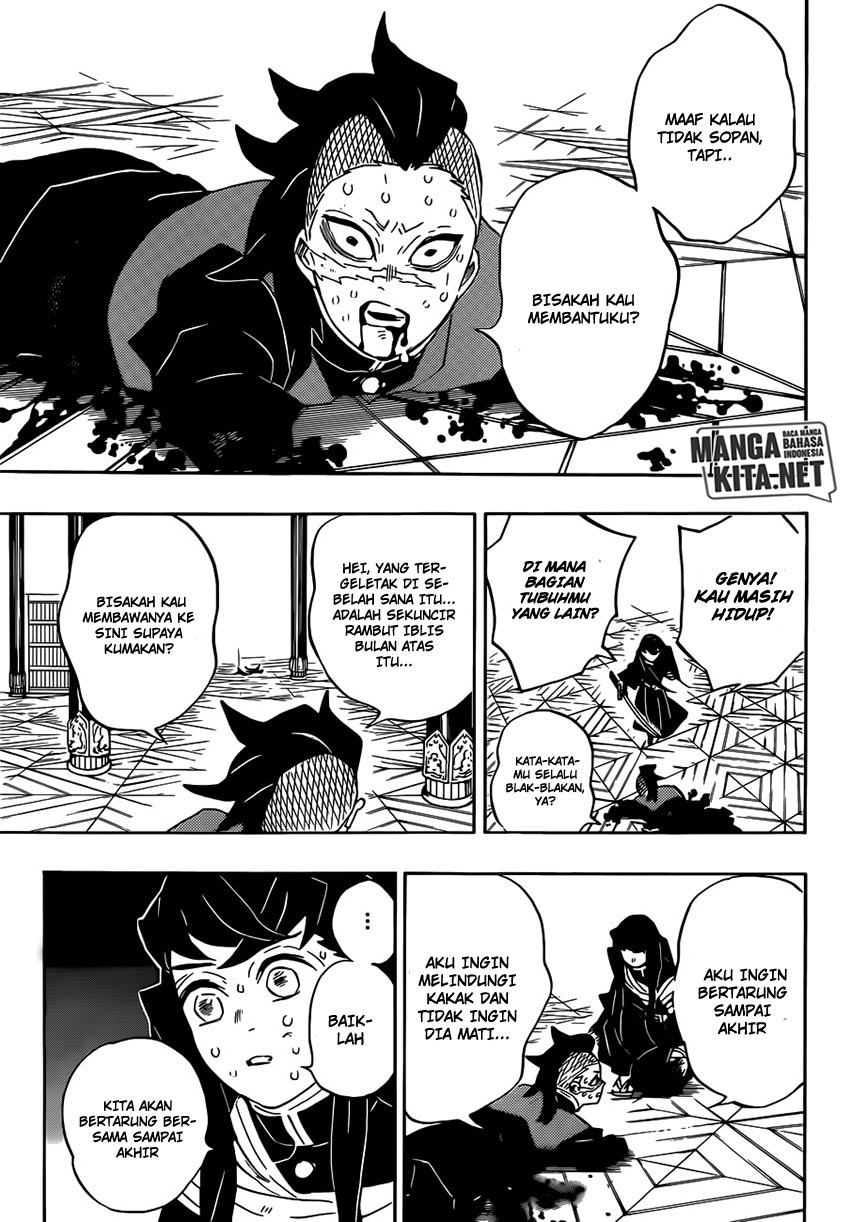 MAAF KALAU
TIDAK SOPAN,
TAPI..
BISAKAH KAU
MEMBANTUKU?
MANGA
KITA.NET
BACA MANGA
BAHASA
INDONESIA
GENYA!
KAU MASIH
HIDUP!
DI MANA
BAGIAN
TUBUHMU
YANG LAIN?
KATA-KATA-
MU SELALU
BLAK-BLAKAN,
YA?
HEI, YANG TER-
GELETAK DI SE-
BELAH SANA ITU...
ADALAH SEKUNCIR
RAMBUT IBLIS
BULAN ATAS
ITU...
BISAKAH KAU
MEMBAWANYA KE
SINI SUPAYA
KUMAKAN?
AKU INGIN
BERTARUNG
SAMPAI
AKHIR
AKU INGIN
MELINDUNGI
KAKAK DAN
TIDAK INGIN
DIA MATI...
...
BAIK-
LAH
KITA AKAN
BERTARUNG BER-
SAMA SAMPAI
AKHIR